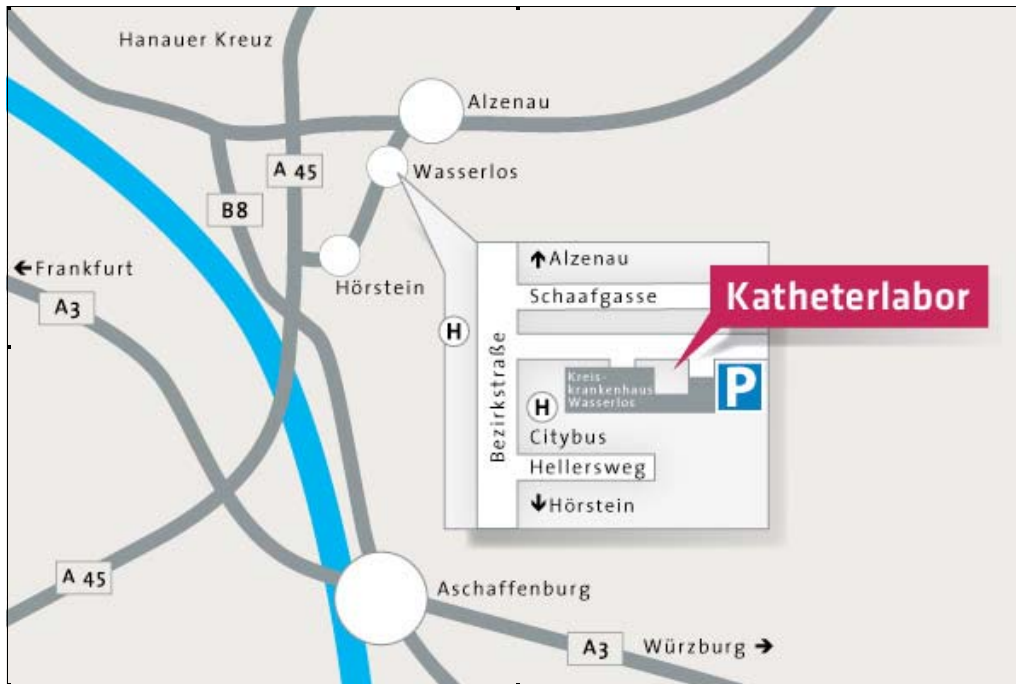 Hanauer Kreuz
Alzenau
A 45
Wasserlos
B8
←Frankfurt
A3
Hörstein
↑Alzenau
Schaafgasse
Katheterlabor
H
Bezirkstraße
Kreis-
krankenhaus
Wasserlos
P
H
Citybus
Hellersweg
↓Hörstein
A 45
Aschaffenburg
A3
Würzburg →